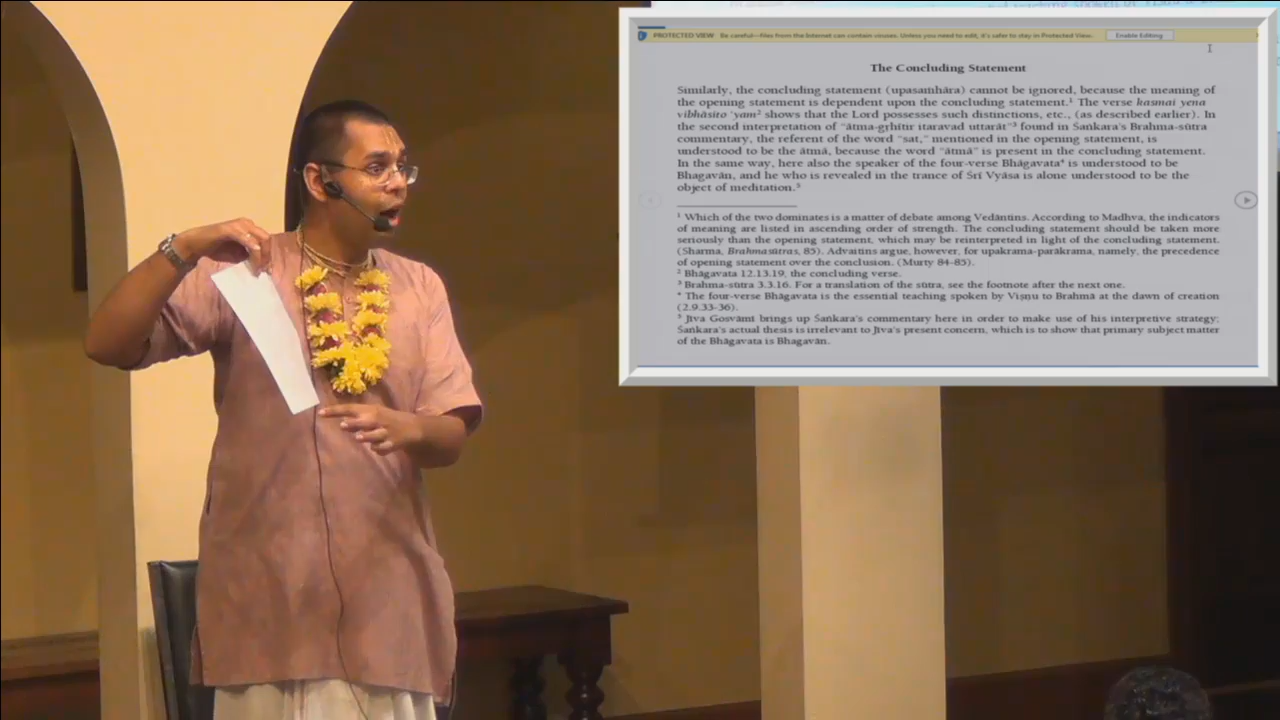 PROTECTED VIEW Be careful—files from the Internet can contain viruses. Unless you need to edit, it's safer to stay in Protected View. Enable Editing
The Concluding Statement
Similarly, the concluding statement (upasaṁhāra) cannot be ignored, because the meaning of
the opening statement is dependent upon the concluding statement.¹ The verse kasmai yena
vibhāsito 'yam² shows that the Lord possesses such distinctions, etc., (as described earlier). In
the second interpretation of “ātma-gṛhītir itaravad uttarāt”³ found in Śaṅkara's Brahma-sūtra
commentary, the referent of the word “sat,” mentioned in the opening statement, is
understood to be the ātmā, because the word “ātmā” is present in the concluding statement.
In the same way, here also the speaker of the four-verse Bhāgavata⁴ is understood to be
Bhagavān, and he who is revealed in the trance of Śrī Vyāsa is alone understood to be the
object of meditation.⁵
¹ Which of the two dominates is a matter of debate among Vedāntins. According to Madhva, the indicators
of meaning are listed in ascending order of strength. The concluding statement should be taken more
seriously than the opening statement, which may be reinterpreted in light of the concluding statement.
(Sharma, Brahmasūtras, 85). Advaitins argue, however, for upakrama-parākrama, namely, the precedence
of opening statement over the conclusion. (Murty 84-85).
² Bhāgavata 12.13.19, the concluding verse.
³ Brahma-sūtra 3.3.16. For a translation of the sūtra, see the footnote after the next one.
⁴ The four-verse Bhāgavata is the essential teaching spoken by Viṣṇu to Brahmā at the dawn of creation
(2.9.33-36).
⁵ Jīva Gosvāmī brings up Śaṅkara's commentary here in order to make use of his interpretive strategy;
Śaṅkara's actual thesis is irrelevant to Jīva's present concern, which is to show that primary subject matter
of the Bhāgavata is Bhagavān.